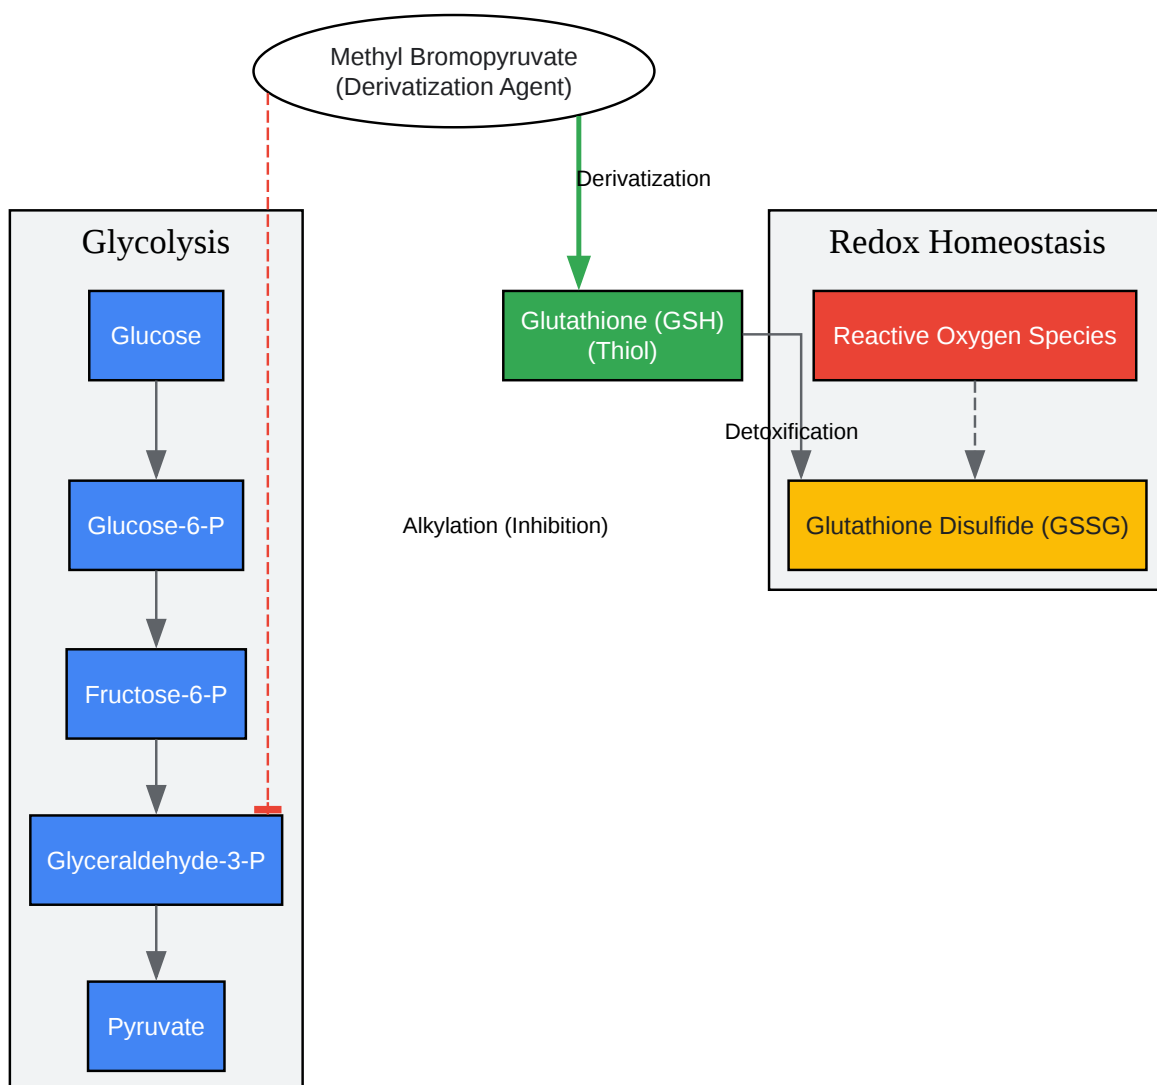 Methyl Bromopyruvate
(Derivatization Agent)
Derivatization
Glycolysis
Redox Homeostasis
Glucose
Glutathione (GSH)
(Thiol)
Reactive Oxygen Species
Detoxification
Glucose-6-P
Alkylation (Inhibition)
Glutathione Disulfide (GSSG)
Fructose-6-P
Glyceraldehyde-3-P
Pyruvate